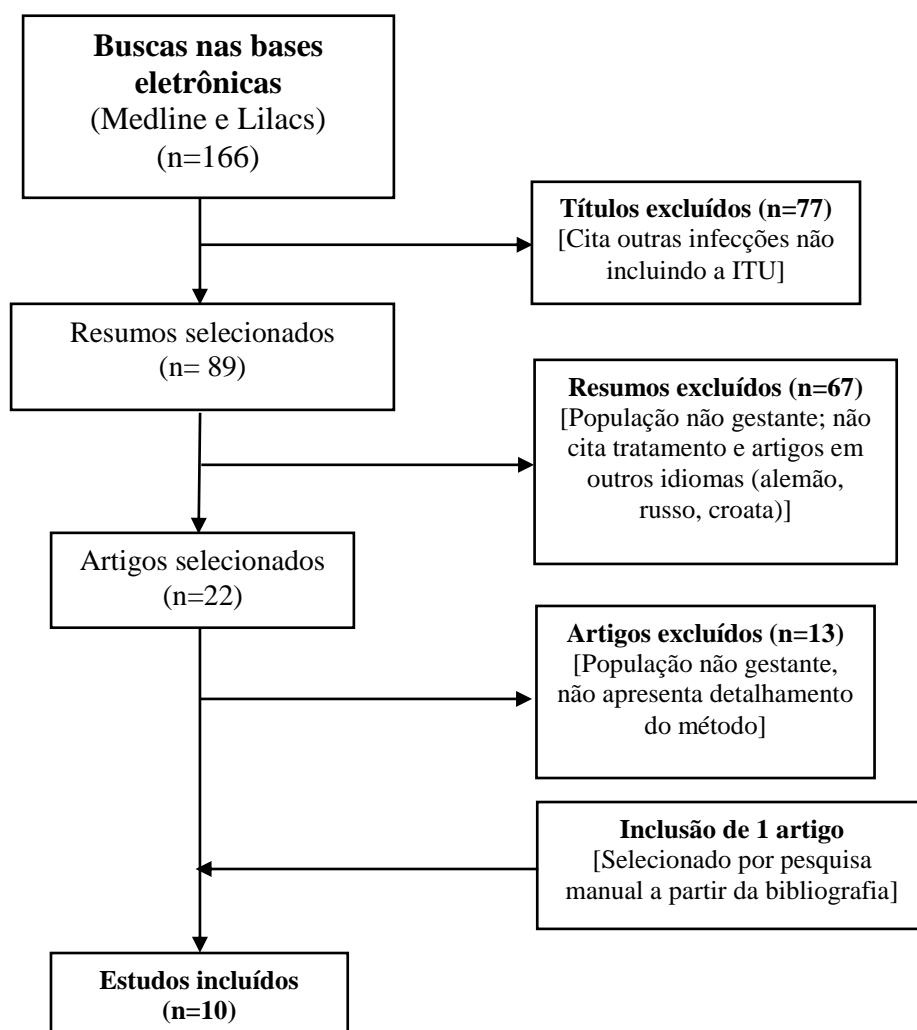 Buscas nas bases
eletrônicas
(Medline e Lilacs)
(n=166)
Títulos excluídos (n=77)
[Cita outras infecções não
incluindo a ITU]
Resumos selecionados
(n= 89)
Resumos excluídos (n=67)
[População não gestante; não
cita tratamento e artigos em
outros idiomas (alemão,
russo, croata)]
Artigos selecionados
(n=22)
Artigos excluídos (n=13)
[População não gestante,
não apresenta detalhamento
do método]
Inclusão de 1 artigo
[Selecionado por pesquisa
manual a partir da bibliografia]
Estudos incluídos
(n=10)